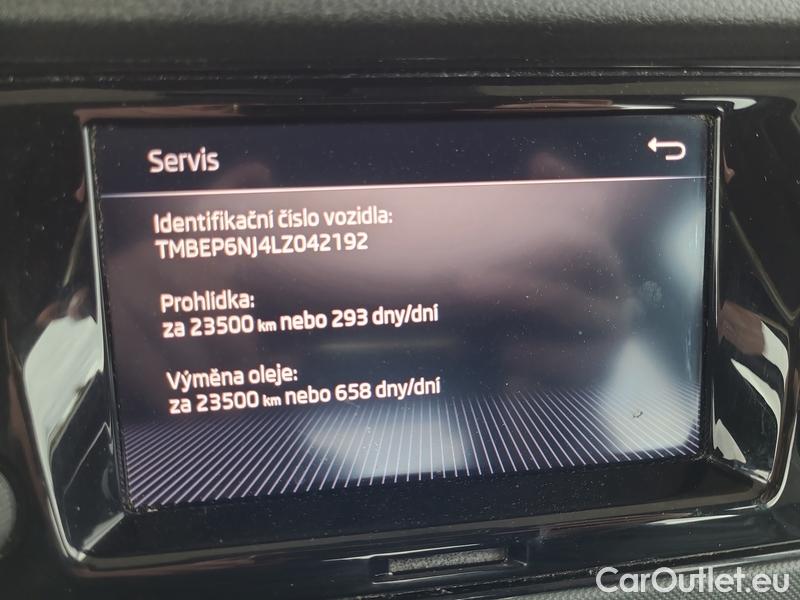 Servis
Identifikační číslo vozidla:
TMBEP6NJ4LZ042192
Prohlídka:
za 23500 km nebo 293 dny/dní
Výměna oleje:
za 23500 km nebo 658 dny/dní
CarOutlet.eu